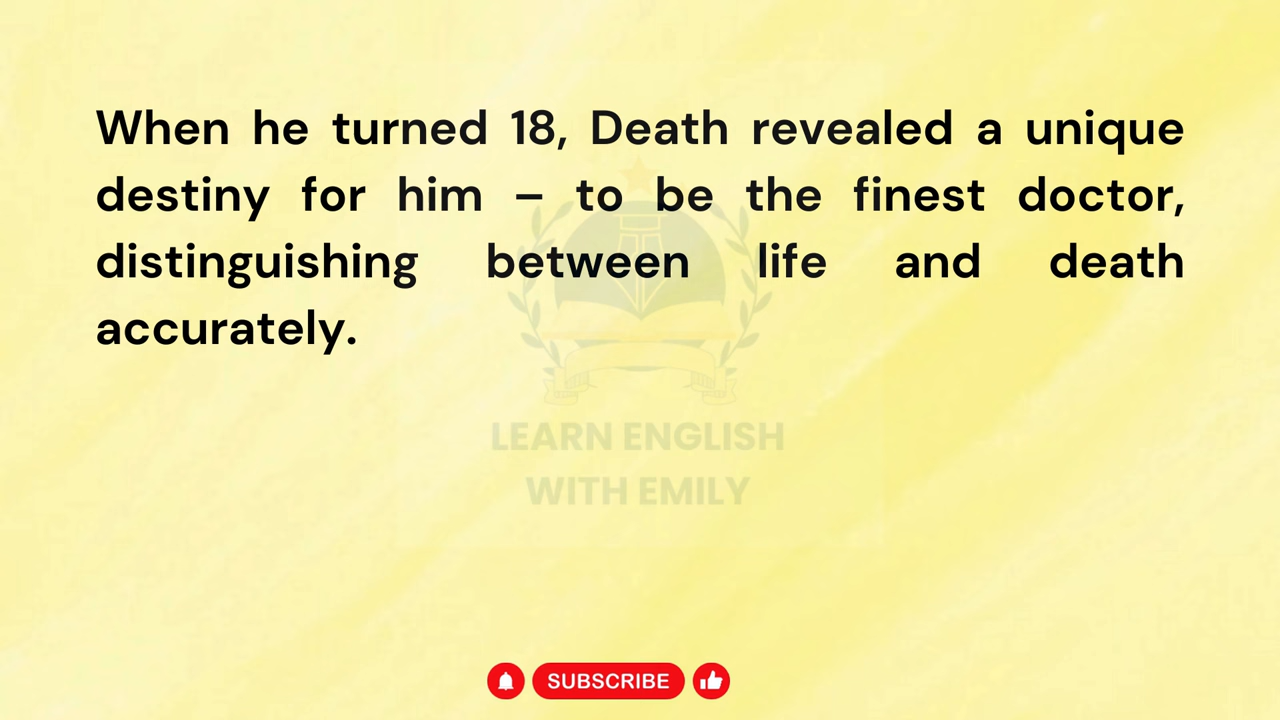 When he turned 18, Death revealed a unique
destiny for him – to be the finest doctor,
distinguishing between life and death
accurately.
LEARN ENGLISH
WITH EMILY
SUBSCRIBE